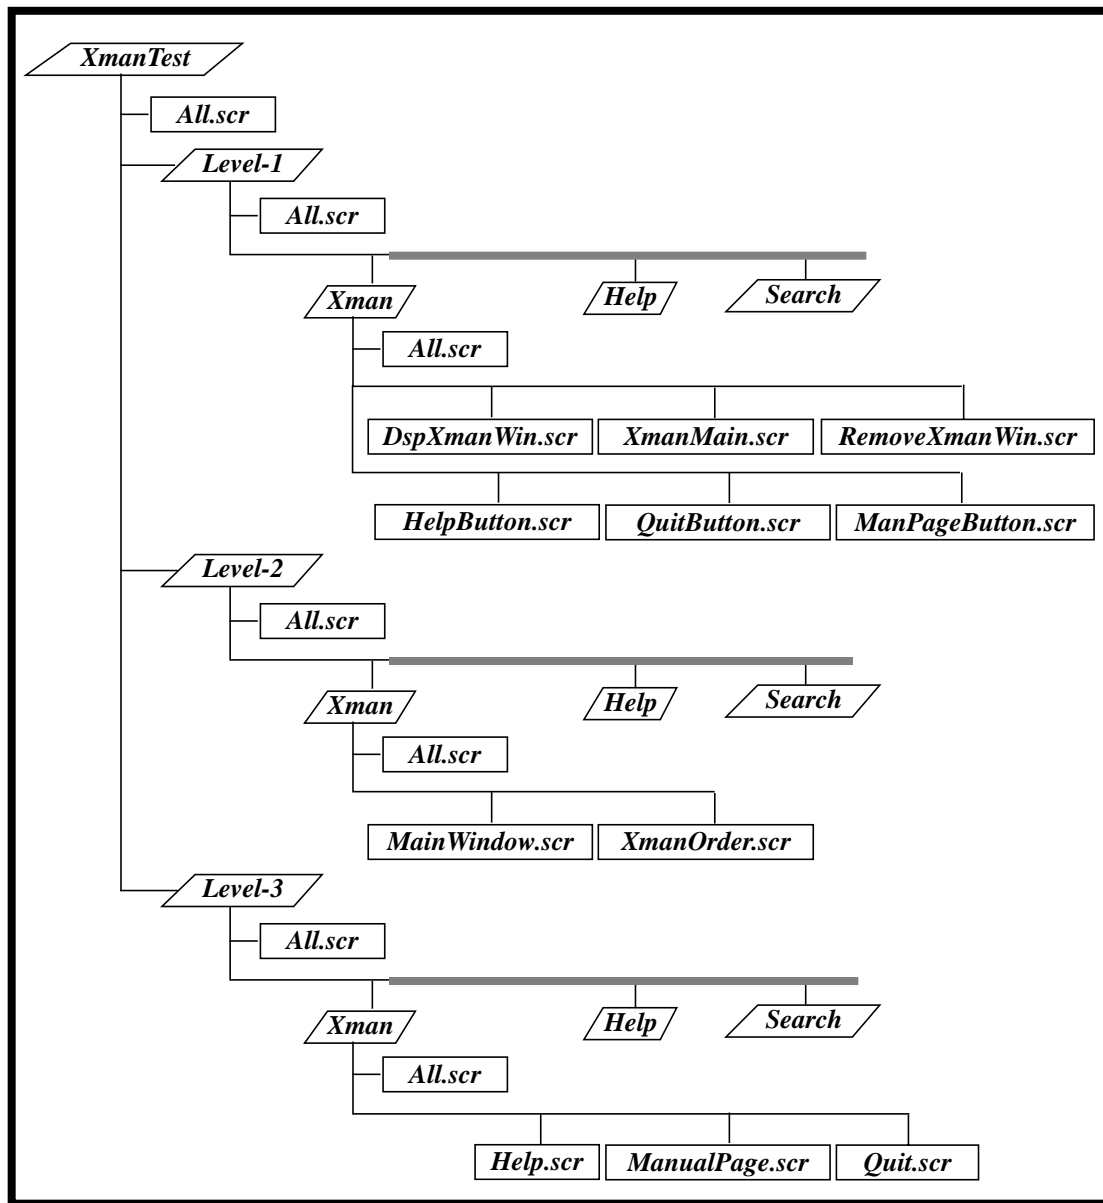 XmanTest
All.scr
Level-1
All.scr
Xman Help Search
All.scr
DspXmanWin.scr XmanMain.scr RemoveXmanWin.scr
HelpButton.scr QuitButton.scr ManPageButton.scr
Level-2
All.scr
Xman Help Search
All.scr
MainWindow.scr XmanOrder.scr
Level-3
All.scr
Xman Help Search
All.scr
Help.scr ManualPage.scr Quit.scr